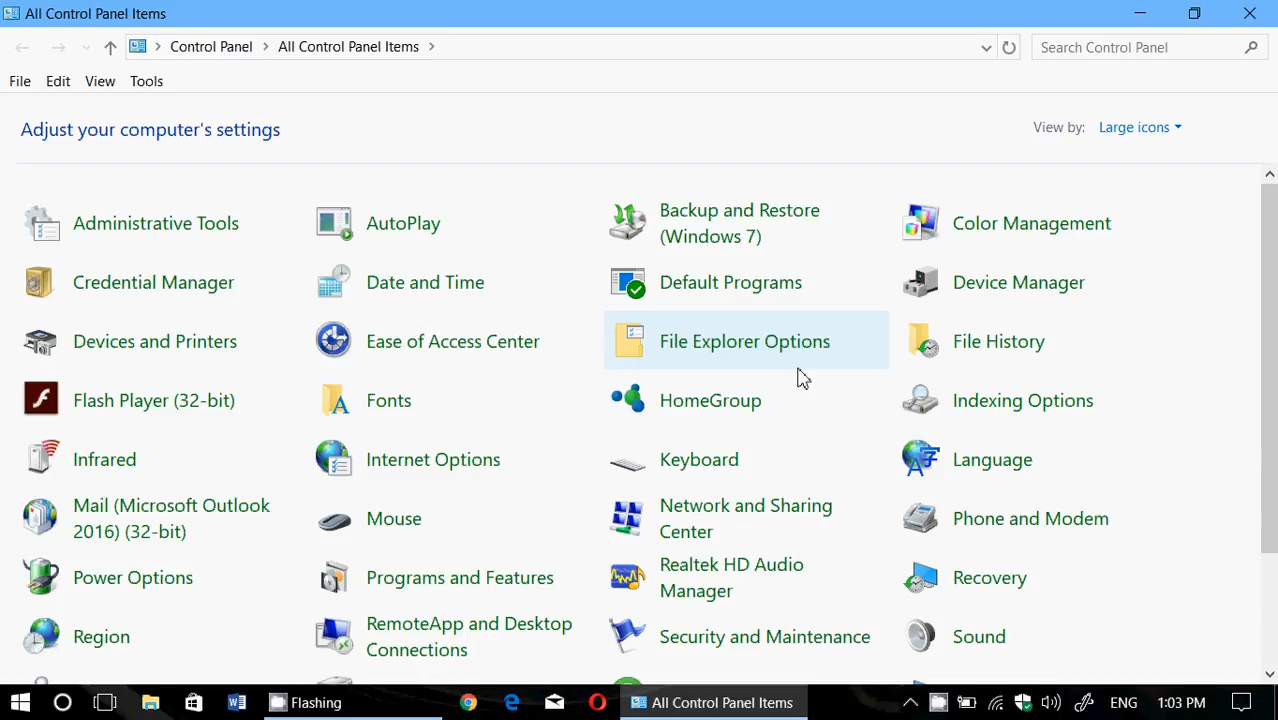 All Control Panel Items
Control Panel > All Control Panel Items >
Search Control Panel
File Edit View Tools
Adjust your computer's settings
View by: Large icons
Administrative Tools
AutoPlay
Backup and Restore
(Windows 7)
Color Management
Credential Manager
Date and Time
Default Programs
Device Manager
Devices and Printers
Ease of Access Center
File Explorer Options
File History
Flash Player (32-bit)
Fonts
HomeGroup
Indexing Options
Infrared
Internet Options
Keyboard
Language
Mail (Microsoft Outlook
2016) (32-bit)
Mouse
Network and Sharing
Center
Phone and Modem
Power Options
Programs and Features
Realtek HD Audio
Manager
Recovery
Region
RemoteApp and Desktop
Connections
Security and Maintenance
Sound
Flashing
All Control Panel Items
ENG
1:03 PM